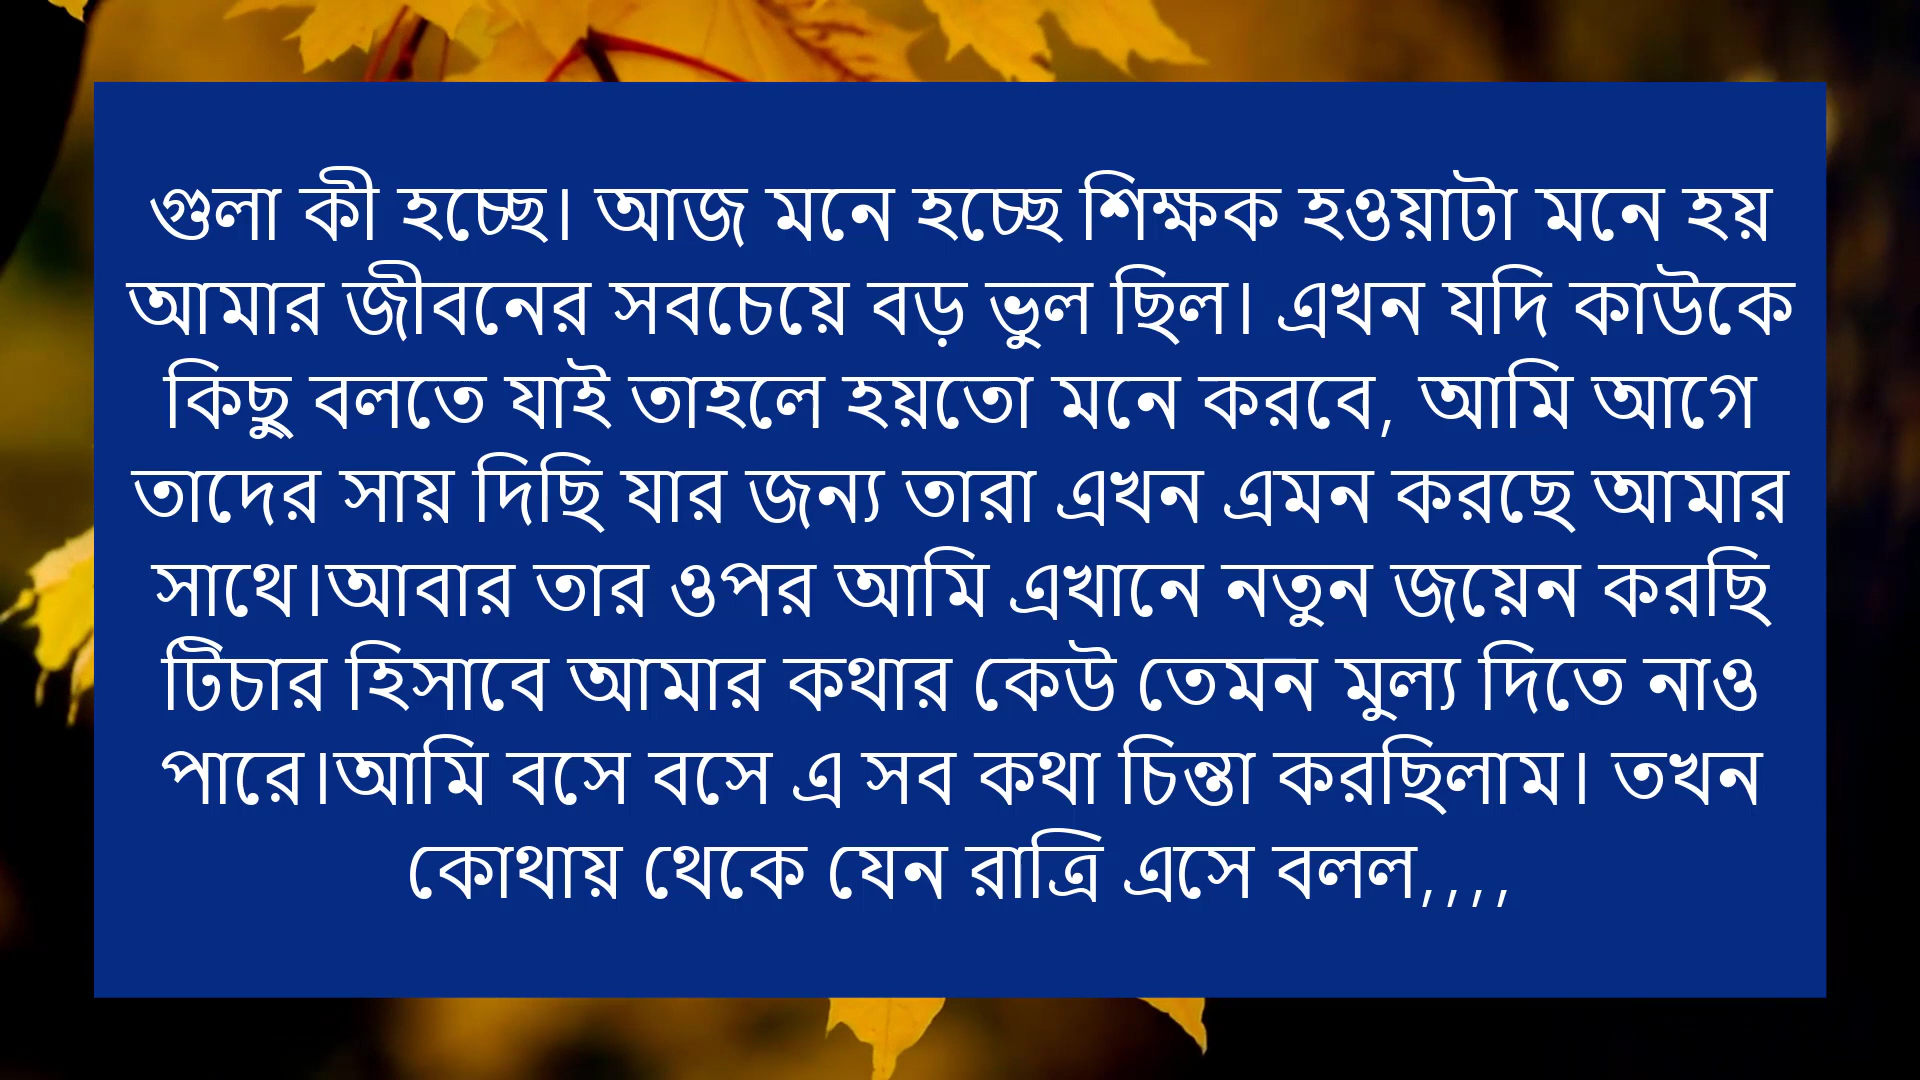 গুলা কী হচ্ছে। আজ মনে হচ্ছে শিক্ষক হওয়াটা মনে হয়
আমার জীবনের সবচেয়ে বড় ভুল ছিল। এখন যদি কাউকে
কিছু বলতে যাই তাহলে হয়তো মনে করবে, আমি আগে
তাদের সায় দিছি যার জন্য তারা এখন এমন করছে আমার
সাথে।আবার তার ওপর আমি এখানে নতুন জয়েন করছি
টিচার হিসাবে আমার কথার কেউ তেমন মুল্য দিতে নাও
পারে।আমি বসে বসে এ সব কথা চিন্তা করছিলাম। তখন
কোথায় থেকে যেন রাত্রি এসে বলল,,,,